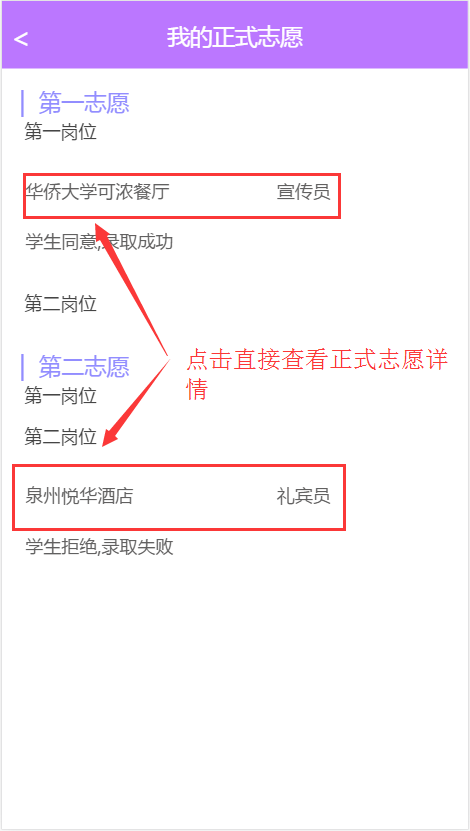 < 我的正式志愿
第一志愿
第一岗位
华侨大学可浓餐厅 宣传员
学生同意,录取成功
第二岗位
第二志愿
点击直接查看正式志愿详
情
第一岗位
第二岗位
泉州悦华酒店 礼宾员
学生拒绝,录取失败